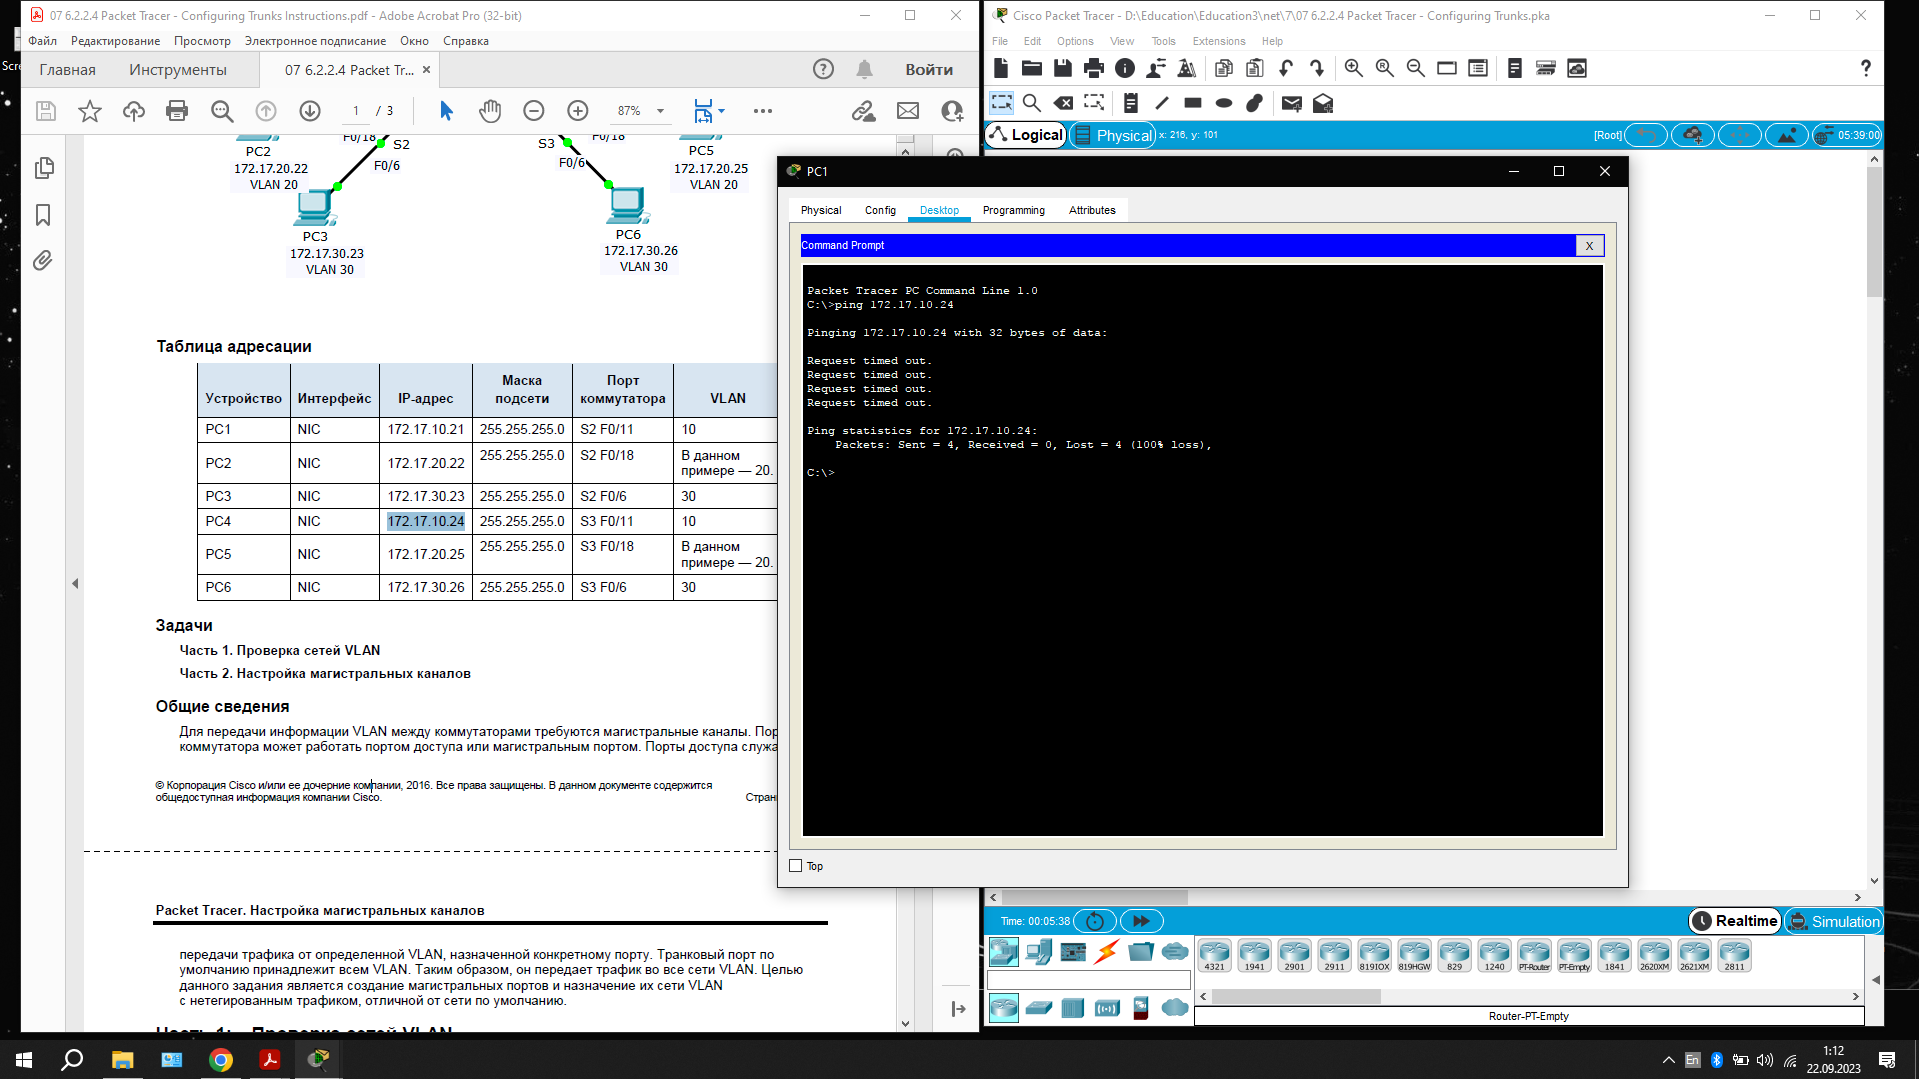 07 6.2.2.4 Packet Tracer - Configuring Trunks Instructions.pdf - Adobe Acrobat Pro (32-bit)
Файл Редактирование Просмотр Электронное подписание Окно Справка
Главная Инструменты 07 6.2.2.4 Packet Tr... × Войти
1 / 3 87%
F0/18 S2 S3 F0/18
PC2 F0/6 F0/6 PC5
172.17.20.22 172.17.20.25
VLAN 20 VLAN 20
PC3 PC6
172.17.30.23 172.17.30.26
VLAN 30 VLAN 30
Таблица адресации
Устройство Интерфейс IP-адрес Маска подсети Порт коммутатора VLAN
PC1 NIC 172.17.10.21 255.255.255.0 S2 F0/11 10
PC2 NIC 172.17.20.22 255.255.255.0 S2 F0/18 В данном примере — 20.
PC3 NIC 172.17.30.23 255.255.255.0 S2 F0/6 30
PC4 NIC 172.17.10.24 255.255.255.0 S3 F0/11 10
PC5 NIC 172.17.20.25 255.255.255.0 S3 F0/18 В данном примере — 20.
PC6 NIC 172.17.30.26 255.255.255.0 S3 F0/6 30
Задачи
Часть 1. Проверка сетей VLAN
Часть 2. Настройка магистральных каналов
Общие сведения
Для передачи информации VLAN между коммутаторами требуются магистральные каналы. Пор
коммутатора может работать портом доступа или магистральным портом. Порты доступа служа
© Корпорация Cisco и/или ее дочерние компании, 2016. Все права защищены. В данном документе содержится
общедоступная информация компании Cisco. Страни
Packet Tracer. Настройка магистральных каналов
передачи трафика от определенной VLAN, назначенной конкретному порту. Транковый порт по
умолчанию принадлежит всем VLAN. Таким образом, он передает трафик во все сети VLAN. Целью
данного задания является создание магистральных портов и назначение их сети VLAN
с нетегированным трафиком, отличной от сети по умолчанию.
Часть 1: Проверка сетей VLAN
Cisco Packet Tracer - D:\Education\Education3\net\7\07 6.2.2.4 Packet Tracer - Configuring Trunks.pka
File Edit Options View Tools Extensions Help
Logical Physical x: 216, y: 101 [Root] 05:39:00
PC1
Physical Config Desktop Programming Attributes
Command Prompt X
Packet Tracer PC Command Line 1.0
C:\>ping 172.17.10.24
Pinging 172.17.10.24 with 32 bytes of data:
Request timed out.
Request timed out.
Request timed out.
Request timed out.
Ping statistics for 172.17.10.24:
Packets: Sent = 4, Received = 0, Lost = 4 (100% loss),
C:\>
Top
Time: 00:05:38 Realtime Simulation
4321 1941 2901 2911 819IOX 819HGW 829 1240 PT-Router PT-Empty 1841 2620XM 2621XM 2811
Router-PT-Empty
Scre
En 1:12
22.09.2023